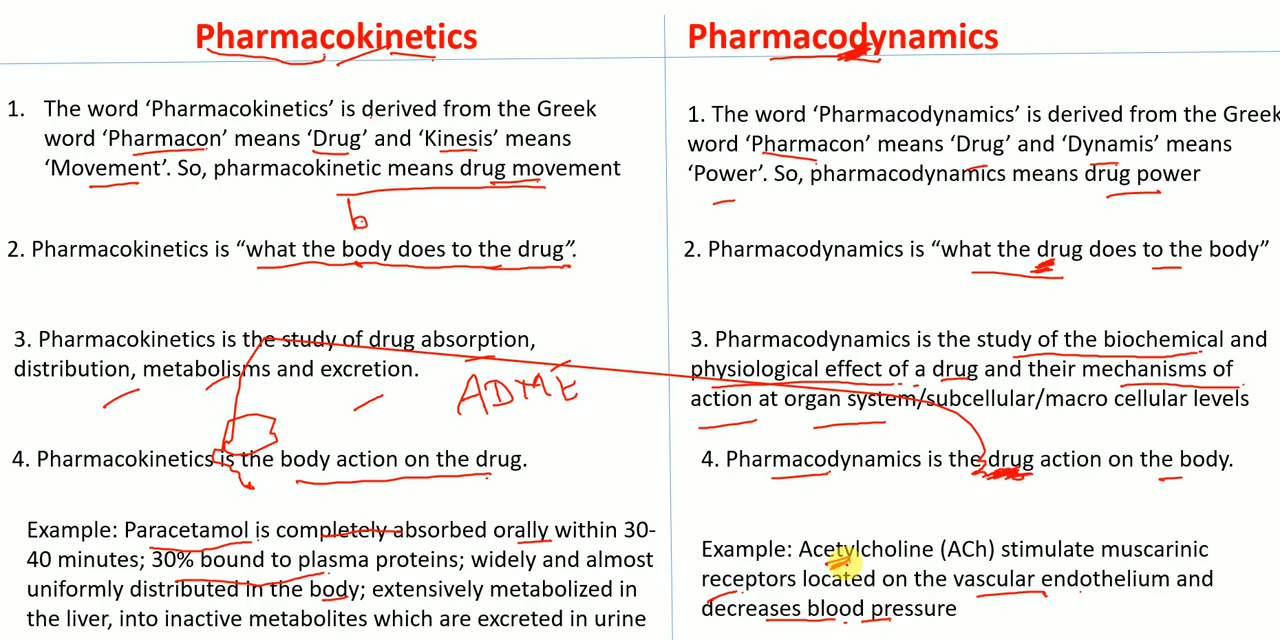 Pharmacokinetics
1. The word ‘Pharmacokinetics’ is derived from the Greek
word ‘Pharmacon’ means ‘Drug’ and ‘Kinesis’ means
‘Movement’. So, pharmacokinetic means drug movement
b
2. Pharmacokinetics is “what the body does to the drug”.
3. Pharmacokinetics is the study of drug absorption,
distribution, metabolisms and excretion.
ADME
4. Pharmacokinetics is the body action on the drug.
Example: Paracetamol is completely absorbed orally within 30-
40 minutes; 30% bound to plasma proteins; widely and almost
uniformly distributed in the body; extensively metabolized in
the liver, into inactive metabolites which are excreted in urine
Pharmacodynamics
1. The word ‘Pharmacodynamics’ is derived from the Greek
word ‘Pharmacon’ means ‘Drug’ and ‘Dynamis’ means
‘Power’. So, pharmacodynamics means drug power
2. Pharmacodynamics is “what the drug does to the body”
3. Pharmacodynamics is the study of the biochemical and
physiological effect of a drug and their mechanisms of
action at organ system/subcellular/macro cellular levels
4. Pharmacodynamics is the drug action on the body.
Example: Acetylcholine (ACh) stimulate muscarinic
receptors located on the vascular endothelium and
decreases blood pressure